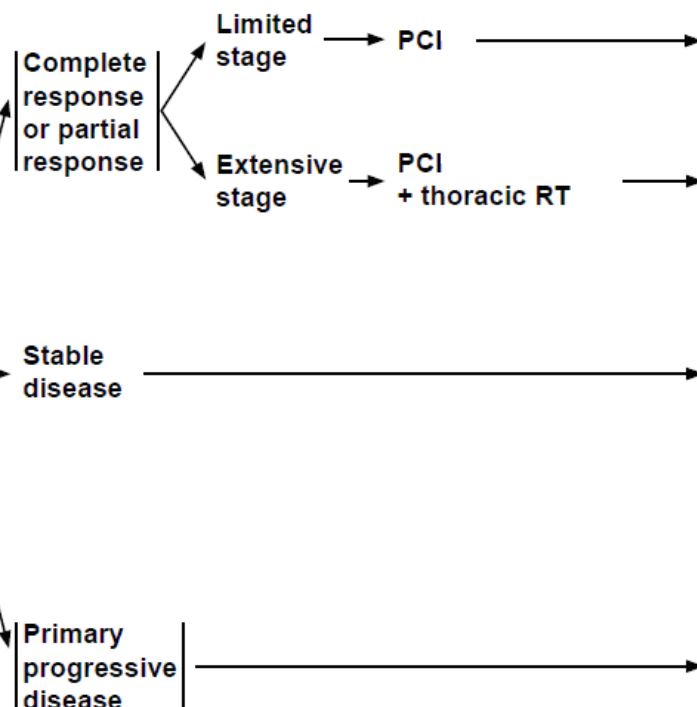 Limited
stage
PCI
Complete
response
or partial
response
Extensive
stage
PCI
+ thoracic RT
Stable
disease
Primary
progressive
disease